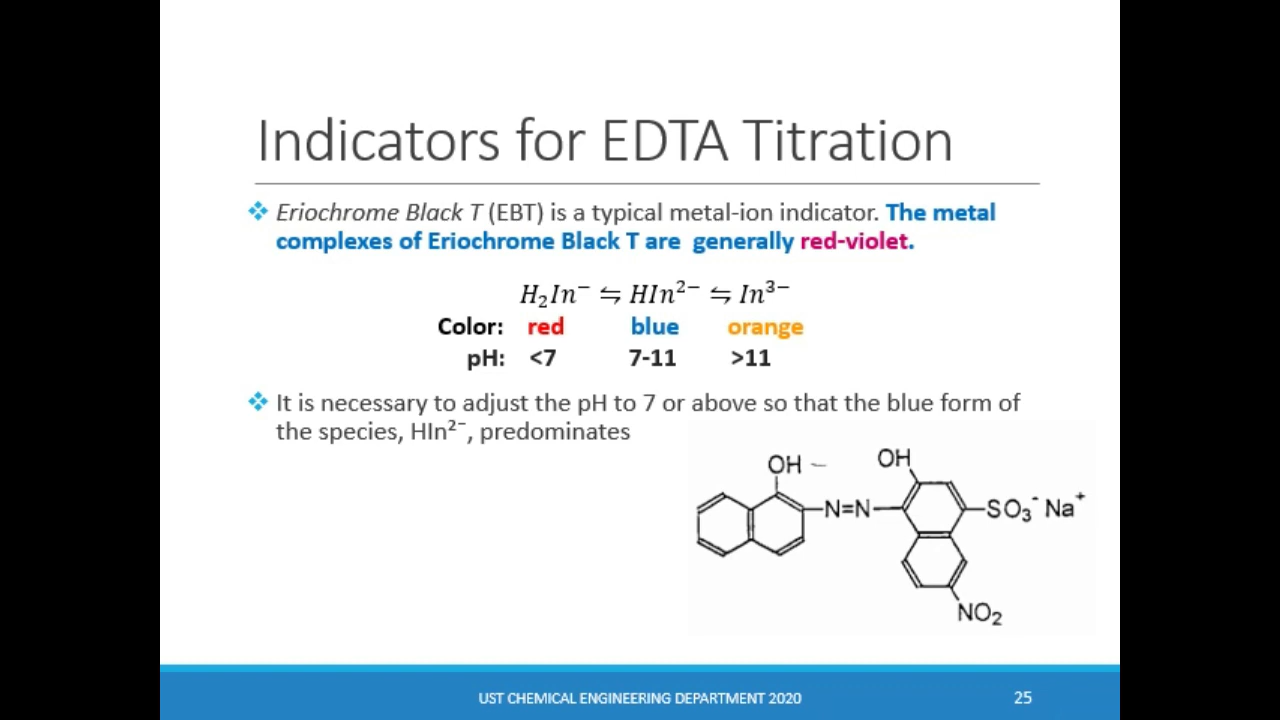 Indicators for EDTA Titration
❖ Eriochrome Black T (EBT) is a typical metal-ion indicator. The metal
complexes of Eriochrome Black T are generally red-violet.
H₂In⁻ ⇋ HIn²⁻ ⇋ In³⁻
Color: red blue orange
pH: <7 7-11 >11
❖ It is necessary to adjust the pH to 7 or above so that the blue form of
the species, HIn²⁻, predominates
OH OH
N=N SO₃⁻ Na⁺
NO₂
UST CHEMICAL ENGINEERING DEPARTMENT 2020 25